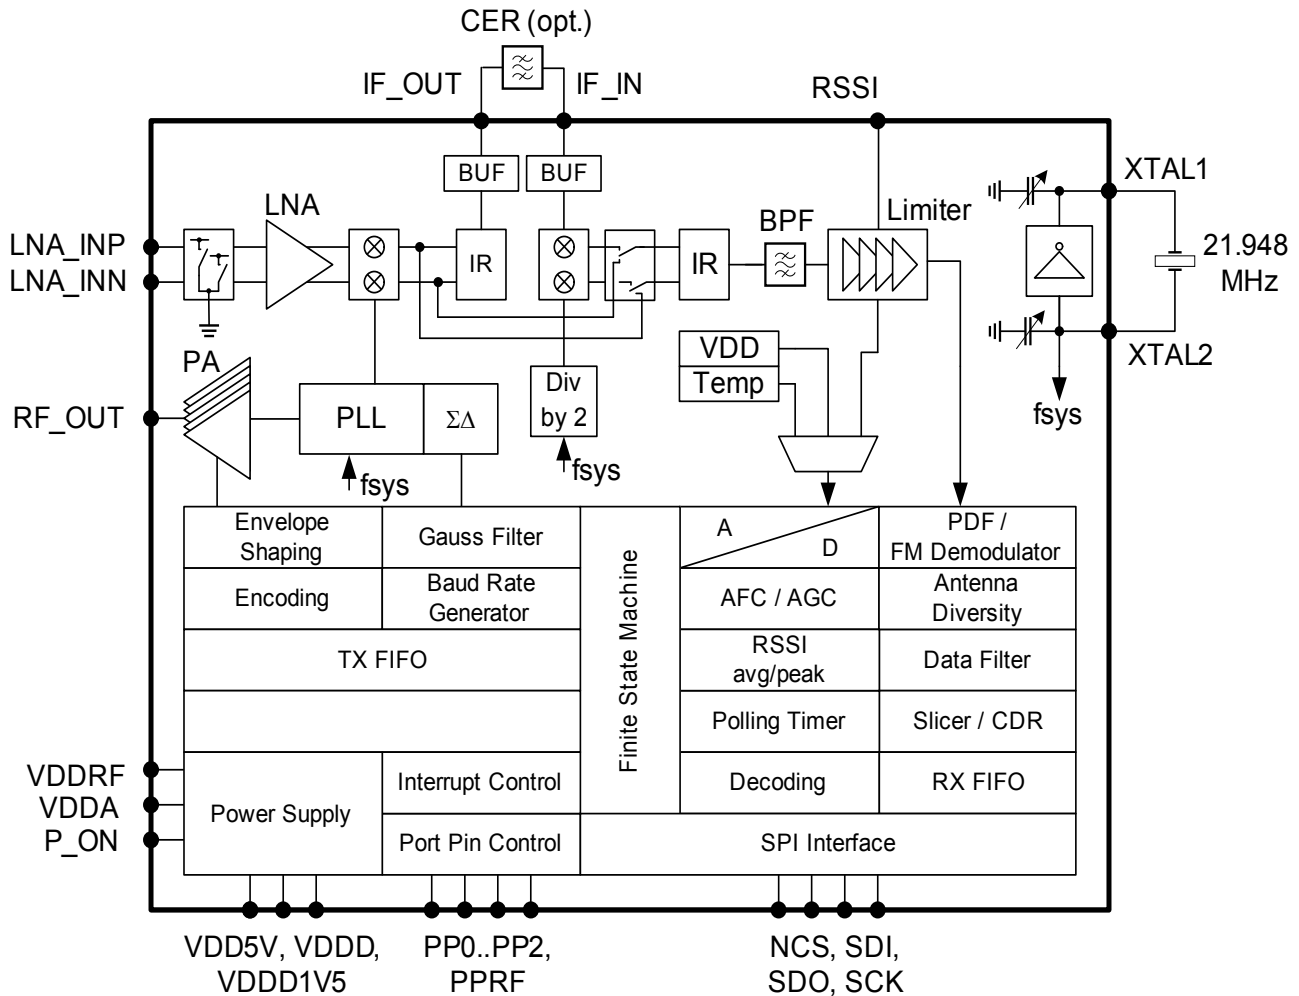 CER (opt.)
IF_OUT
IF_IN
RSSI
BUF
BUF
XTAL1
LNA
BPF
Limiter
LNA_INP
LNA_INN
IR
IR
21.948
MHz
PA
VDD
Temp
XTAL2
RF_OUT
PLL
ΣΔ
Div
by 2
fsys
fsys
fsys
Envelope
Shaping
Gauss Filter
Finite State Machine
A
D
PDF /
FM Demodulator
Encoding
Baud Rate
Generator
AFC / AGC
Antenna
Diversity
TX FIFO
RSSI
avg/peak
Data Filter
Polling Timer
Slicer / CDR
VDDRF
VDDA
P_ON
Power Supply
Interrupt Control
Decoding
RX FIFO
Port Pin Control
SPI Interface
VDD5V, VDDD,
VDDD1V5
PP0..PP2,
PPRF
NCS, SDI,
SDO, SCK